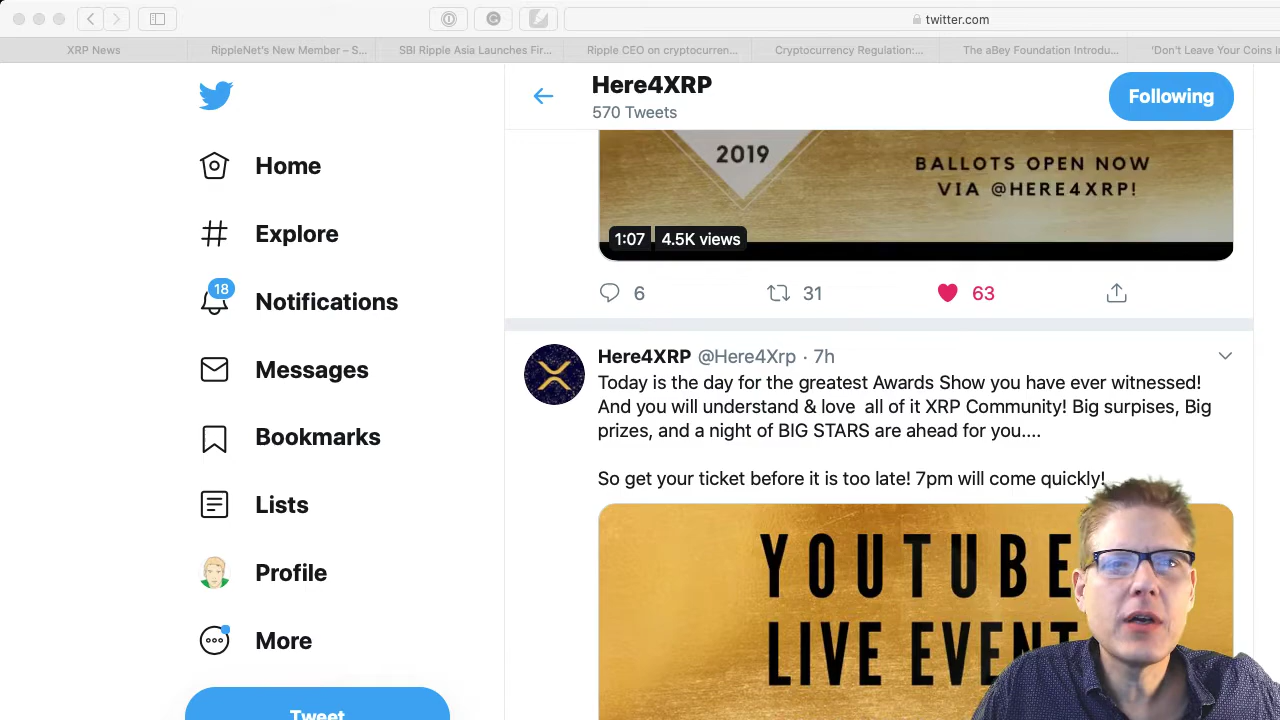 twitter.com
XRP News
RippleNet's New Member – S...
SBI Ripple Asia Launches Fir...
Ripple CEO on cryptocurren...
Cryptocurrency Regulation:...
The aBey Foundation Introdu...
'Don't Leave Your Coins
Here4XRP
570 Tweets
Following
Home
Explore
18
Notifications
Messages
Bookmarks
Lists
Profile
More
Tweet
2019
BALLOTS OPEN NOW
VIA @HERE4XRP!
1:07 4.5K views
6 31 63
Here4XRP @Here4Xrp · 7h
Today is the day for the greatest Awards Show you have ever witnessed!
And you will understand & love all of it XRP Community! Big surpises, Big
prizes, and a night of BIG STARS are ahead for you....
So get your ticket before it is too late! 7pm will come quickly!
YOUTUBE
LIVE EVENT